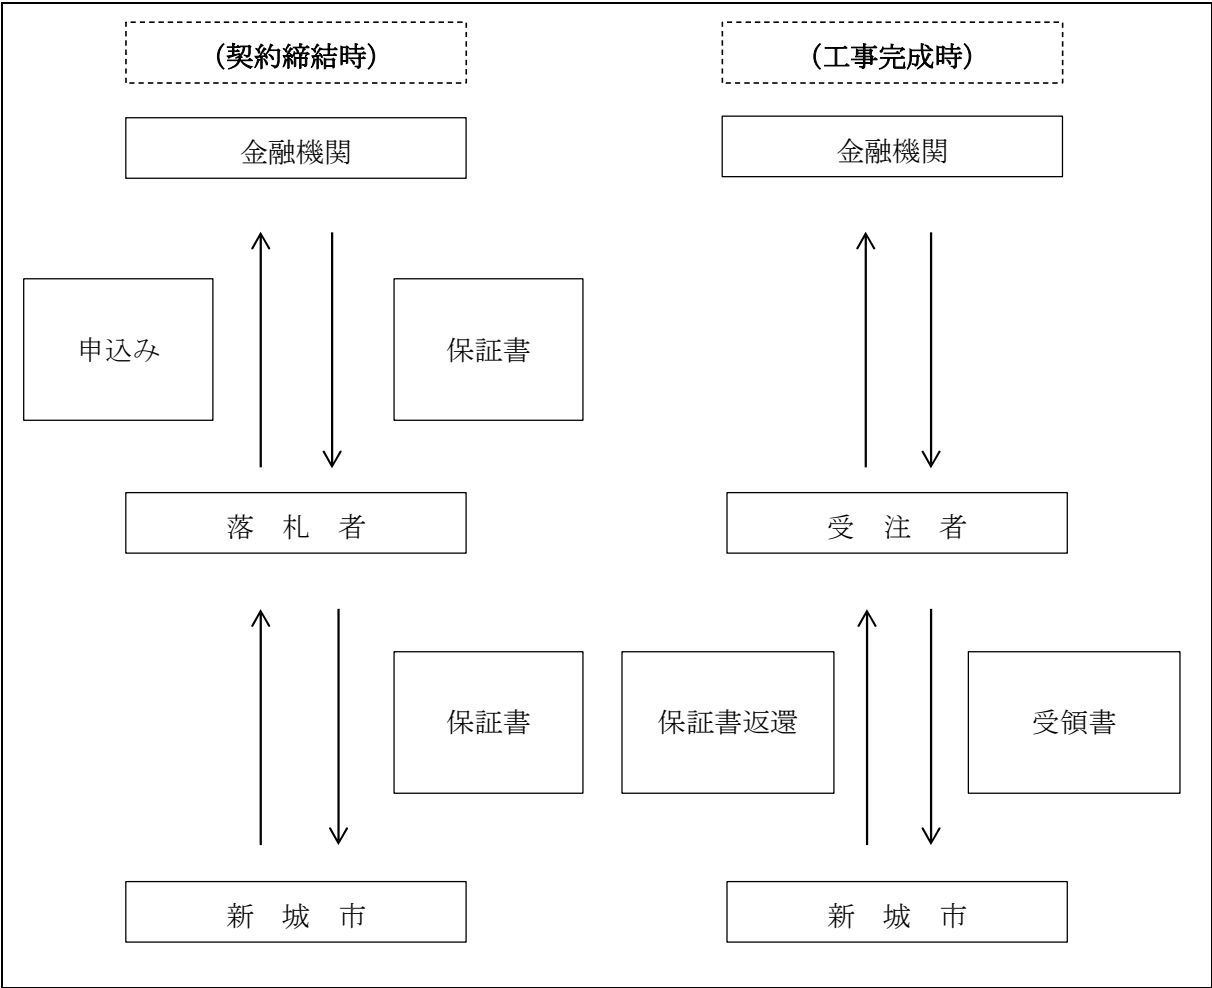 (契約締結時)
金融機関
申込み
保証書
落　札　者
保証書
新　城　市
(工事完成時)
金融機関
受　注　者
保証書返還
受領書
新　城　市